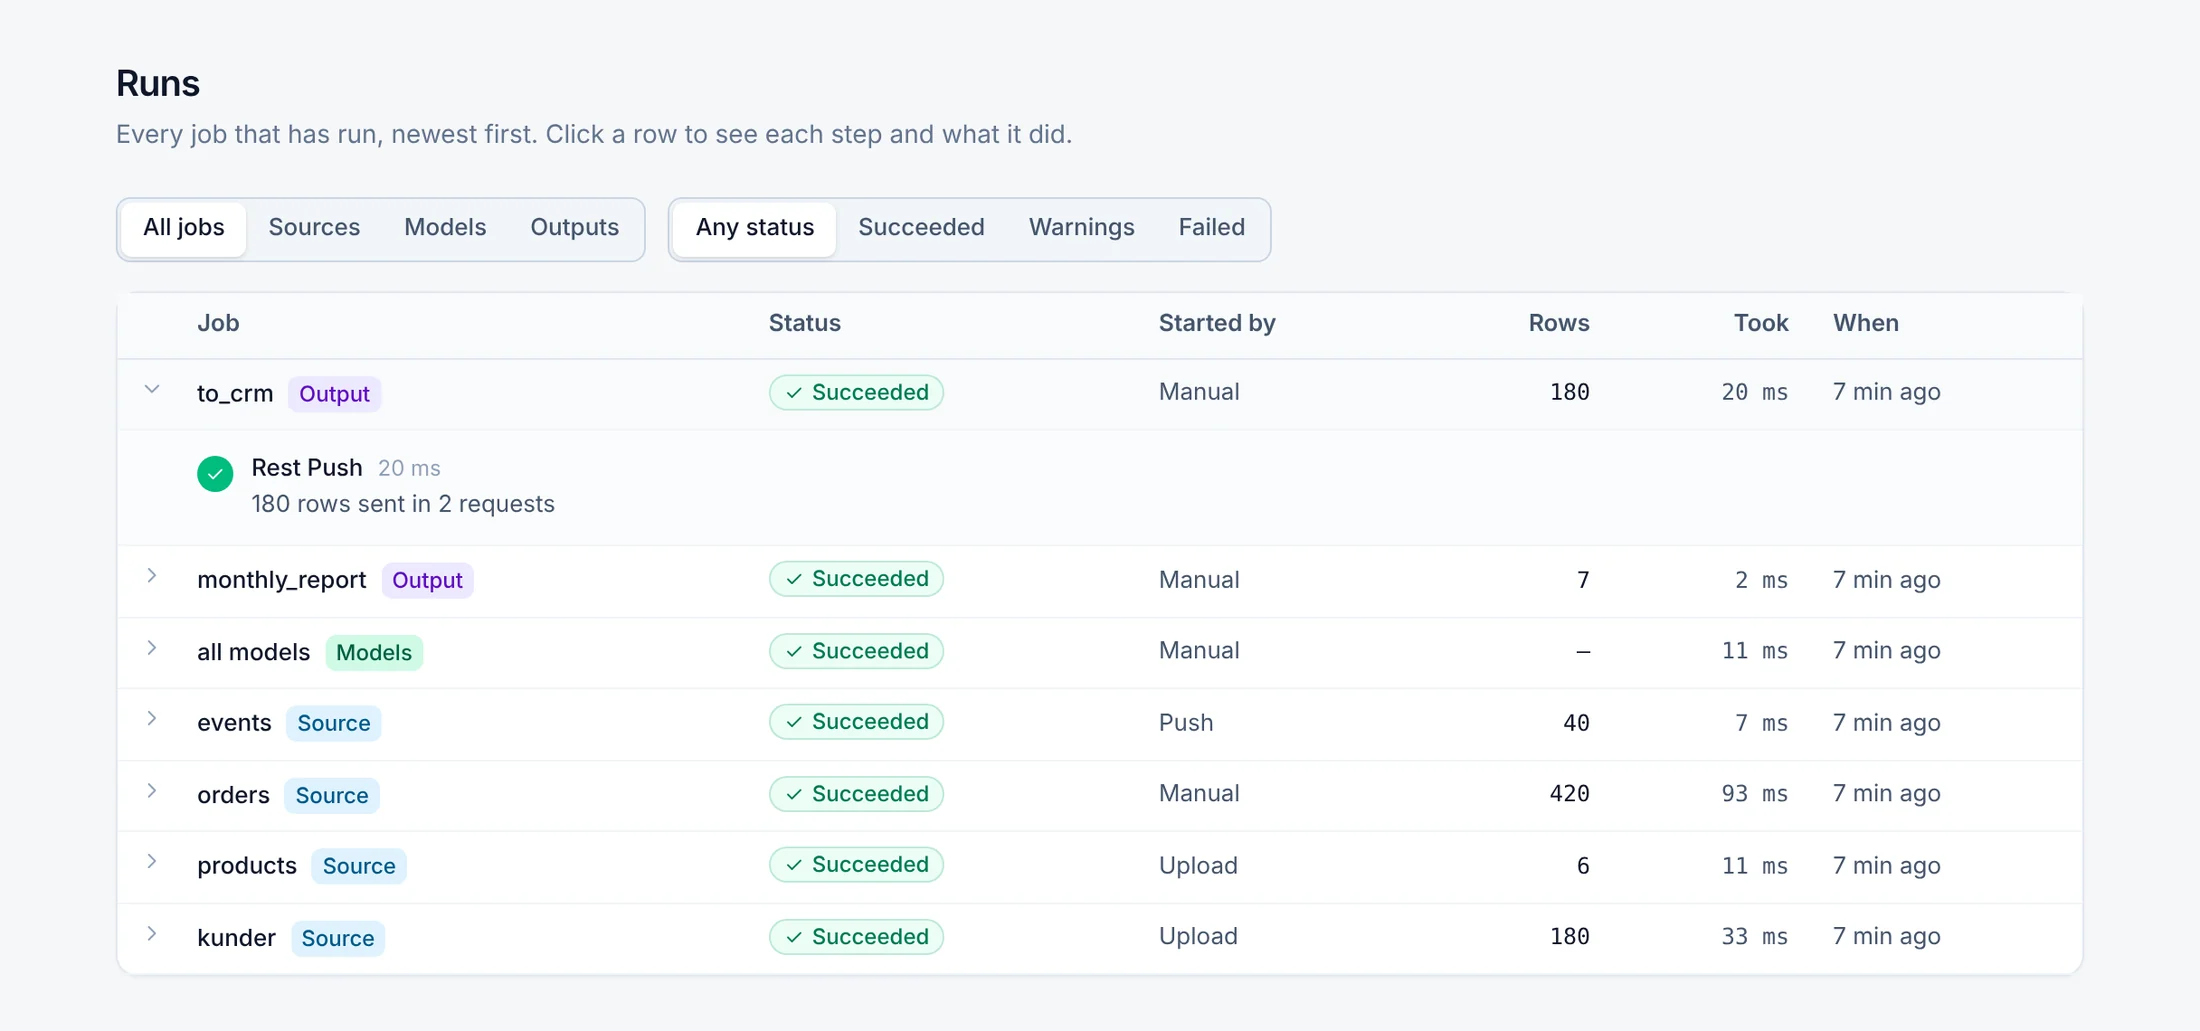 Runs
Every job that has run, newest first. Click a row to see each step and what it did.
All jobs Sources Models Outputs Any status Succeeded Warnings Failed
Job Status Started by Rows Took When
to_crm Output Succeeded Manual 180 20 ms 7 min ago
Rest Push 20 ms
180 rows sent in 2 requests
monthly_report Output Succeeded Manual 7 2 ms 7 min ago
all models Models Succeeded Manual – 11 ms 7 min ago
events Source Succeeded Push 40 7 ms 7 min ago
orders Source Succeeded Manual 420 93 ms 7 min ago
products Source Succeeded Upload 6 11 ms 7 min ago
kunder Source Succeeded Upload 180 33 ms 7 min ago